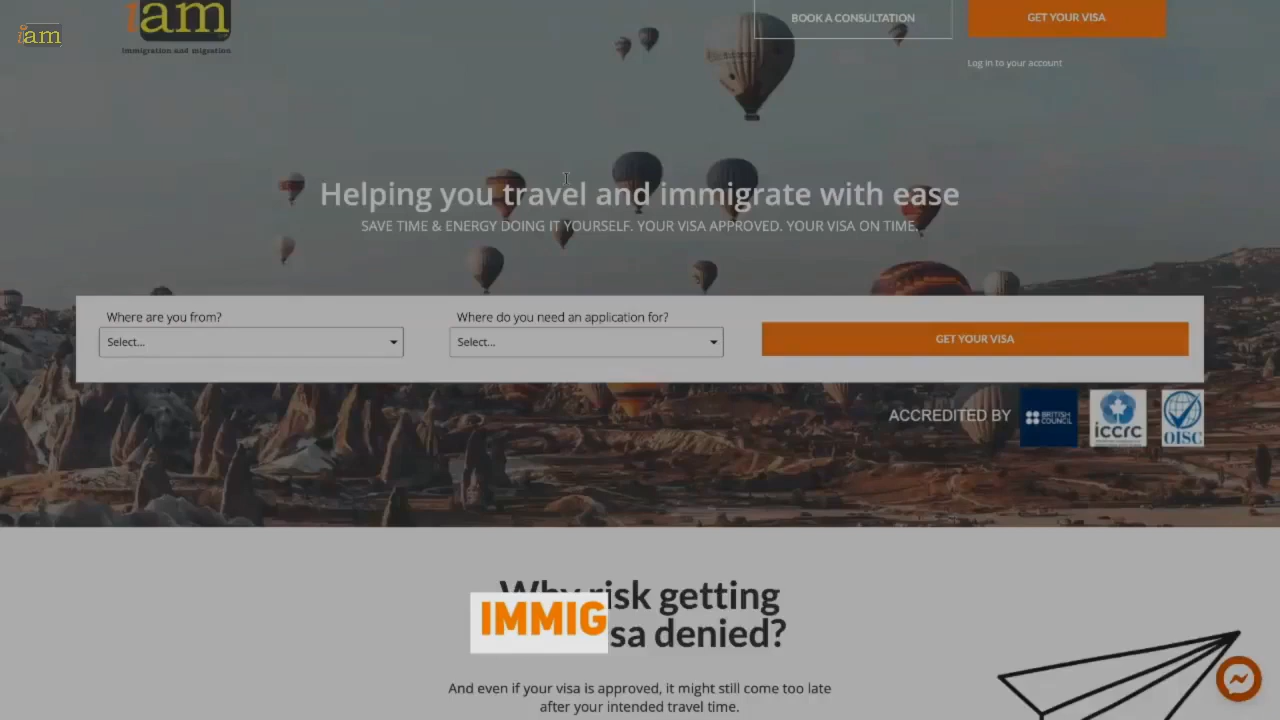 iam
iam
immigration and migration
BOOK A CONSULTATION
GET YOUR VISA
Log in to your account
Helping you travel and immigrate with ease
SAVE TIME & ENERGY DOING IT YOURSELF. YOUR VISA APPROVED. YOUR VISA ON TIME.
Where are you from?
Where do you need an application for?
Select...
Select...
GET YOUR VISA
ACCREDITED BY
BRITISH COUNCIL
iccrc
OISC
Why risk getting
IMMIG
sa denied?
And even if your visa is approved, it might still come too late
after your intended travel time.